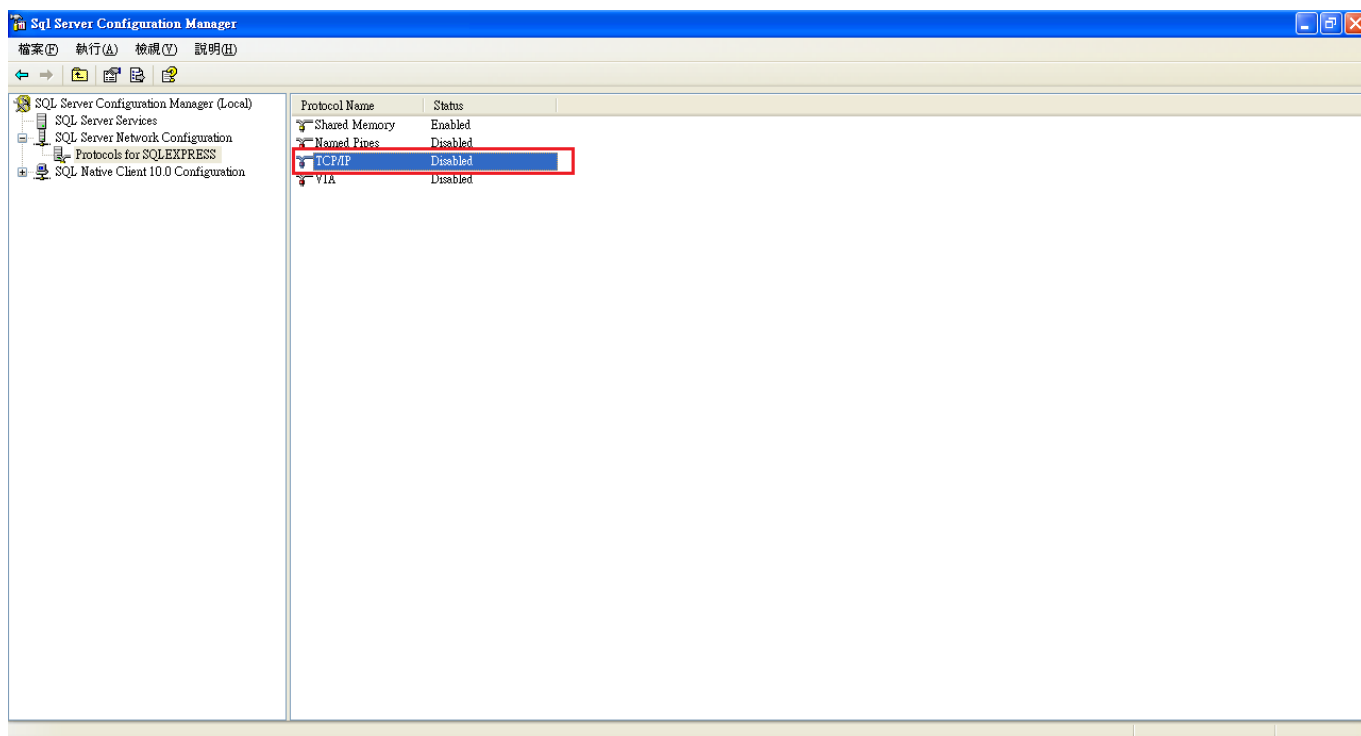 Sql Server Configuration Manager
檔案(F) 執行(A) 檢視(V) 說明(H)
SQL Server Configuration Manager (Local)
SQL Server Services
SQL Server Network Configuration
Protocols for SQLEXPRESS
SQL Native Client 10.0 Configuration
Protocol Name Status
Shared Memory Enabled
Named Pipes Disabled
TCP/IP Disabled
VIA Disabled